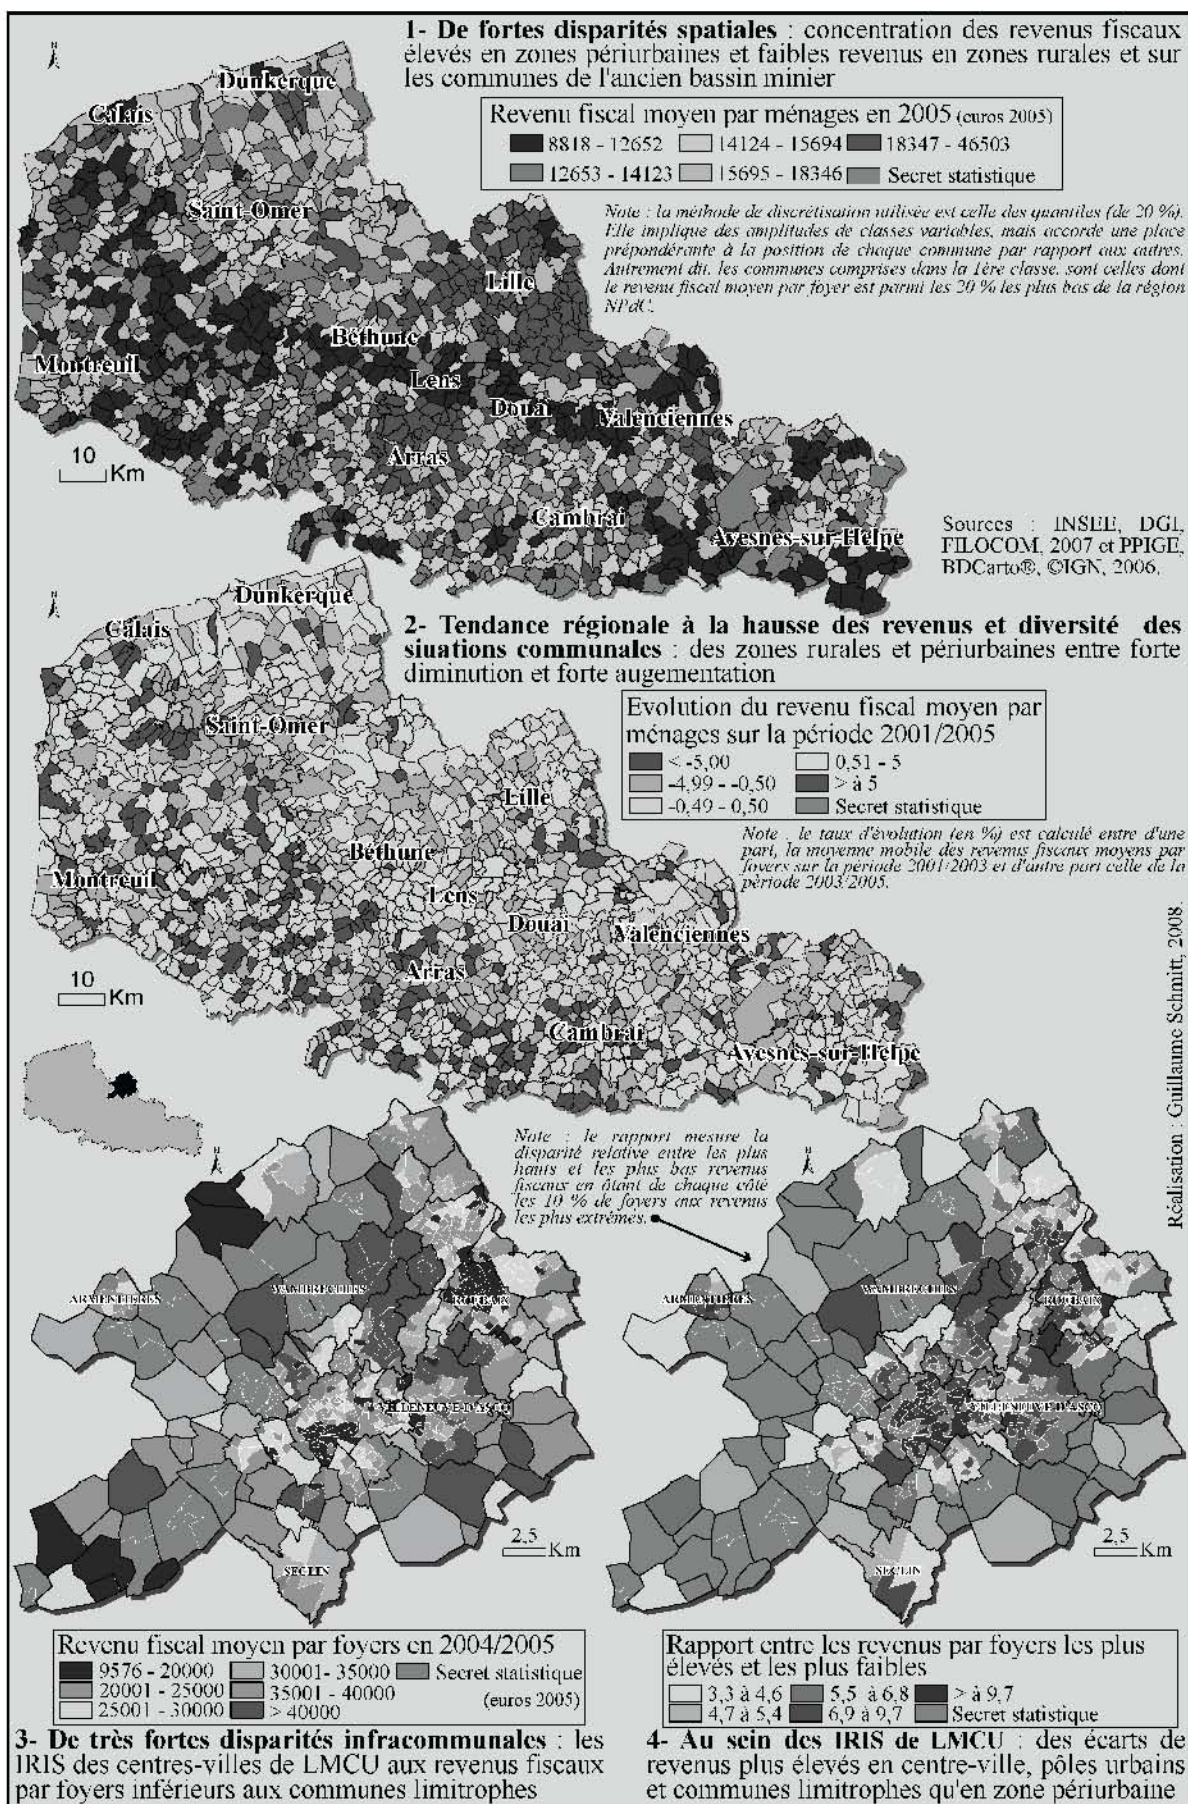 1- De fortes disparités spatiales : concentration des revenus fiscaux
élevés en zones périurbaines et faibles revenus en zones rurales et sur
les communes de l'ancien bassin minier
N
Dunkerque
Calais
Saint-Omer
Lille
Béthune
Montreuil
Lens
Douai
Valenciennes
Arras
Cambrai
Avesnes-sur-Helpe
10
Km
Revenu fiscal moyen par ménages en 2005 (euros 2005)
8818 - 12652
14124 - 15694
18347 - 46503
12653 - 14123
15695 - 18346
Secret statistique
Note : la méthode de discrétisation utilisée est celle des quantiles (de 20 %).
Elle implique des amplitudes de classes variables, mais accorde une place
prépondérante à la position de chaque commune par rapport aux autres.
Autrement dit, les communes comprises dans la 1ère classe, sont celles dont
le revenu fiscal moyen par foyer est parmi les 20 % les plus bas de la région
NPdC.
Sources : INSEE, DGI,
FILOCOM, 2007 et PPIGE,
BDCarto®, ©IGN, 2006.
2- Tendance régionale à la hausse des revenus et diversité des
siuations communales : des zones rurales et périurbaines entre forte
diminution et forte augementation
N
Dunkerque
Calais
Saint-Omer
Lille
Béthune
Montreuil
Lens
Douai
Valenciennes
Arras
Cambrai
Avesnes-sur-Helpe
10
Km
Evolution du revenu fiscal moyen par
ménages sur la période 2001/2005
< -5,00
0,51 - 5
-4,99 - -0,50
> à 5
-0,49 - 0,50
Secret statistique
Note : le taux d'évolution (en %) est calculé entre d'une
part, la moyenne mobile des revenus fiscaux moyens par
foyers sur la période 2001/2003 et d'autre part celle de la
période 2003/2005.
Réalisation : Guillaume Schmitt, 2008.
Note : le rapport mesure la
disparité relative entre les plus
hauts et les plus bas revenus
fiscaux en ôtant de chaque côté
les 10 % de foyers aux revenus
les plus extrêmes.
N
ARMENTIERES
WAMBRECHIES
ROUBAIX
VILLENEUVE-D'ASCQ
SECLIN
2,5
Km
N
ARMENTIERES
WAMBRECHIES
ROUBAIX
VILLENEUVE-D'ASCQ
SECLIN
2,5
Km
Revenu fiscal moyen par foyers en 2004/2005
9576 - 20000
30001- 35000
Secret statistique
20001 - 25000
35001 - 40000
(euros 2005)
25001 - 30000
> 40000
3- De très fortes disparités infracommunales : les
IRIS des centres-villes de LMCU aux revenus fiscaux
par foyers inférieurs aux communes limitrophes
Rapport entre les revenus par foyers les plus
élevés et les plus faibles
3,3 à 4,6
5,5 à 6,8
> à 9,7
4,7 à 5,4
6,9 à 9,7
Secret statistique
4- Au sein des IRIS de LMCU : des écarts de
revenus plus élevés en centre-ville, pôles urbains
et communes limitrophes qu'en zone périurbaine